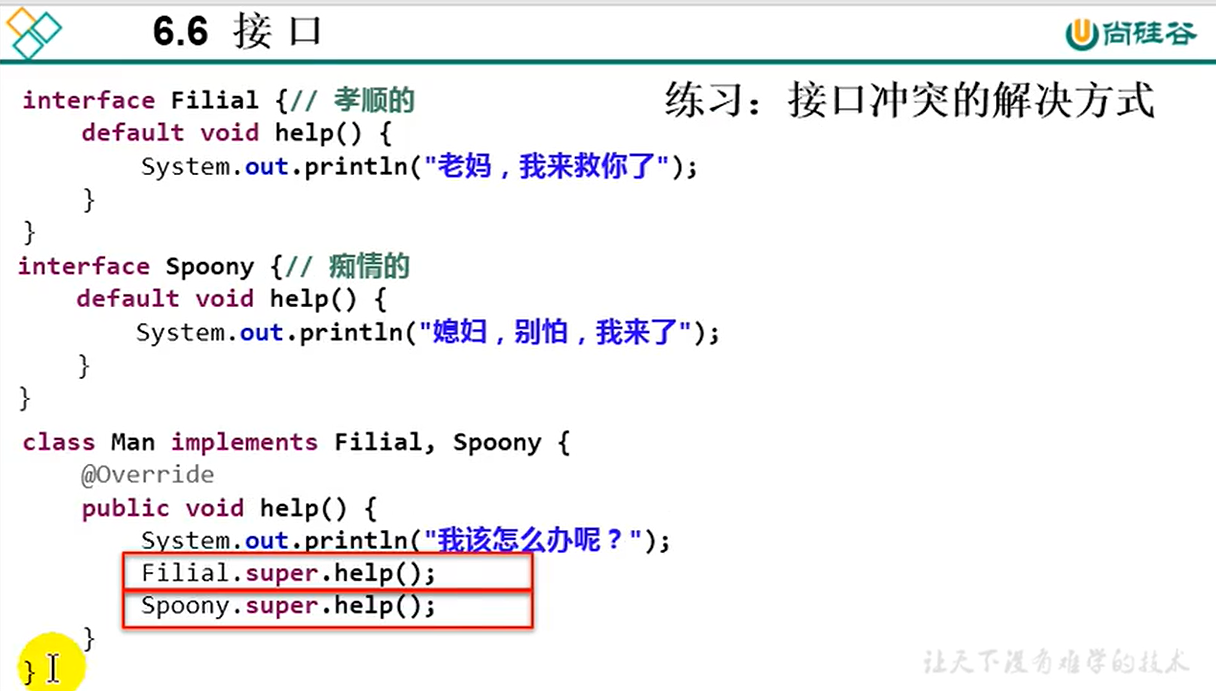 6.6 接口
尚硅谷
练习：接口冲突的解决方式
interface Filial {// 孝顺的
    default void help() {
        System.out.println("老妈，我来救你了");
    }
}
interface Spoony {// 痴情的
    default void help() {
        System.out.println("媳妇，别怕，我来了");
    }
}
class Man implements Filial, Spoony {
    @Override
    public void help() {
        System.out.println("我该怎么办呢？");
        Filial.super.help();
        Spoony.super.help();
    }
}
让天下没有难学的技术